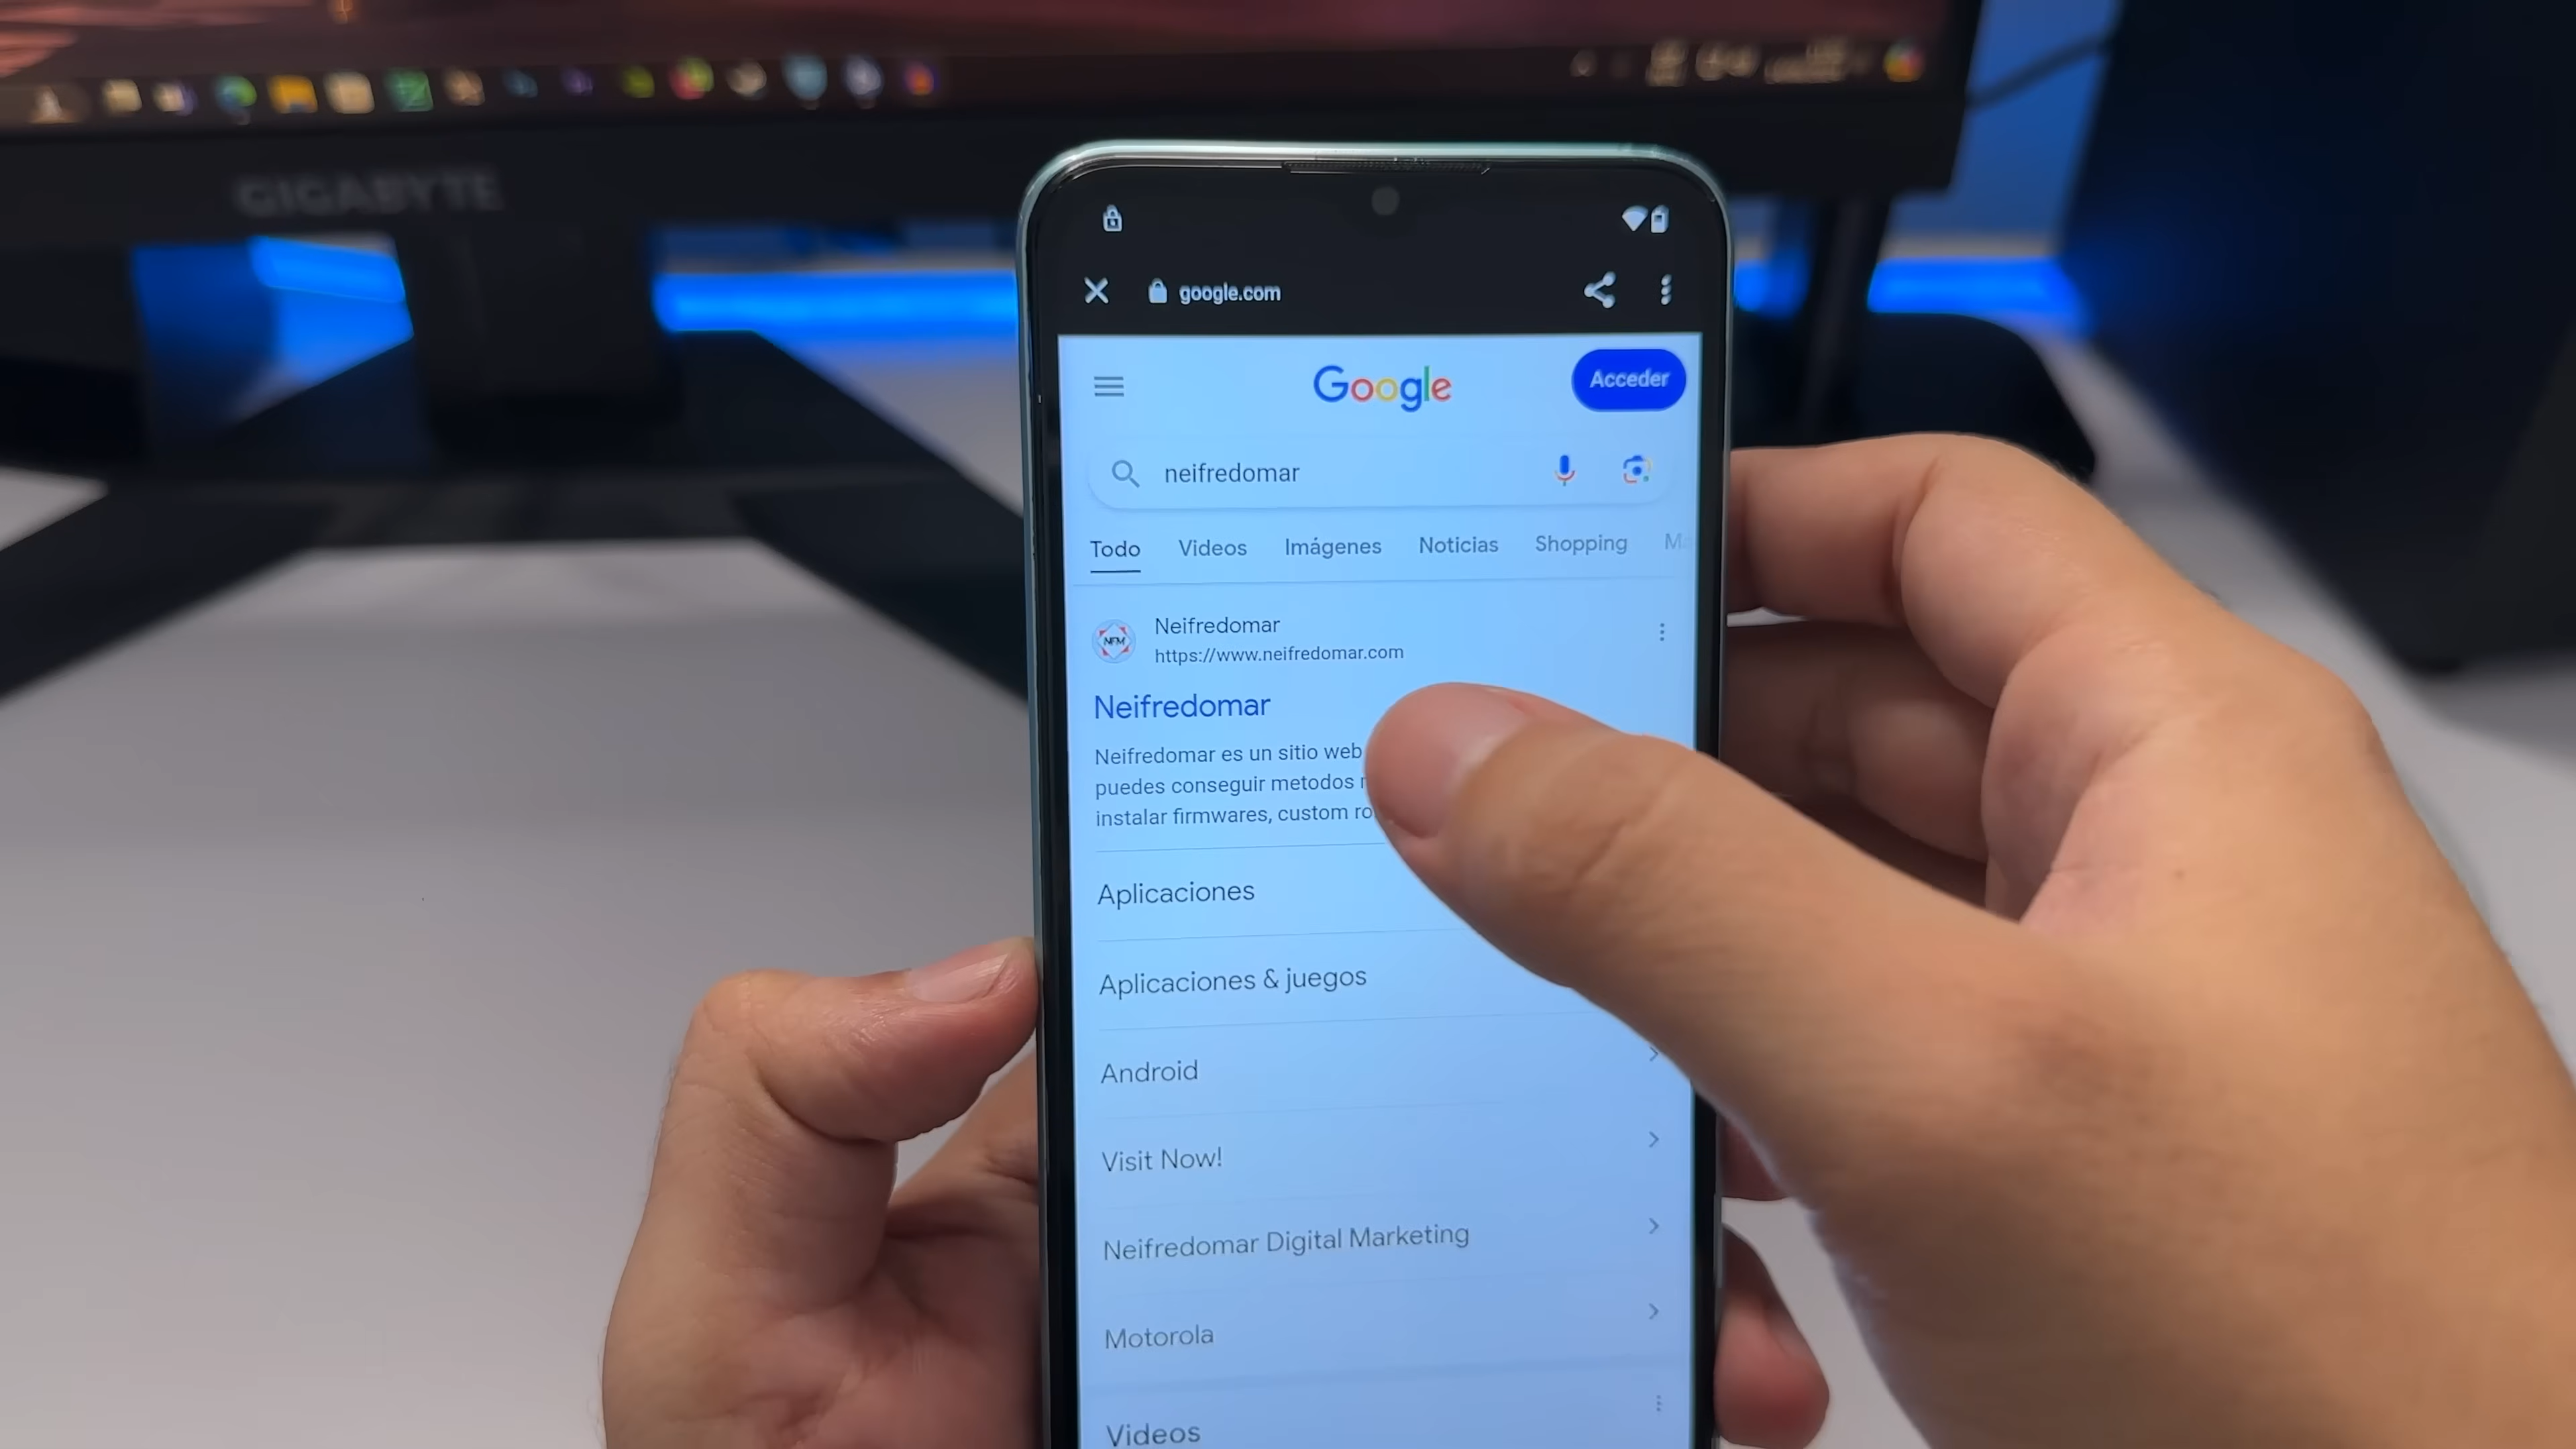 GIGABYTE
google.com
Google
Acceder
neifredomar
Todo Videos Imágenes Noticias Shopping
NFM
Neifredomar
https://www.neifredomar.com
Neifredomar
Neifredomar es un sitio web
puedes conseguir metodos
instalar firmwares, custom
Aplicaciones
Aplicaciones & juegos
Android
Visit Now!
Neifredomar Digital Marketing
Motorola
Videos